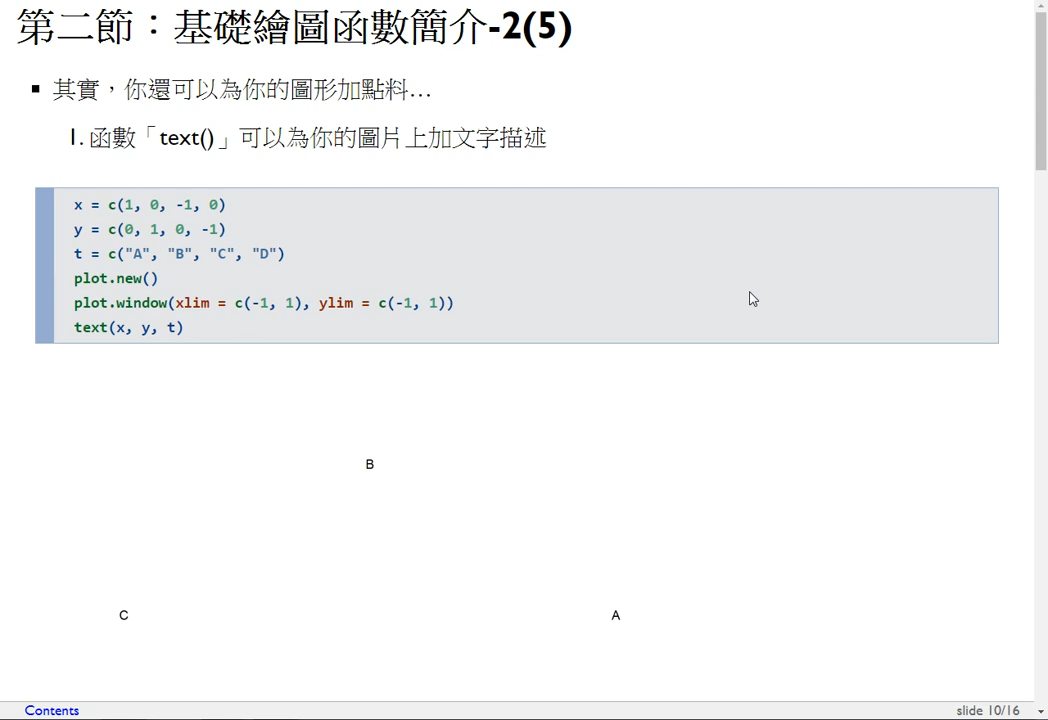 第二節：基礎繪圖函數簡介-2(5)
其實，你還可以為你的圖形加點料…
1. 函數「text()」可以為你的圖片上加文字描述
x = c(1, 0, -1, 0)
y = c(0, 1, 0, -1)
t = c("A", "B", "C", "D")
plot.new()
plot.window(xlim = c(-1, 1), ylim = c(-1, 1))
text(x, y, t)
B
C A
Contents slide 10/16